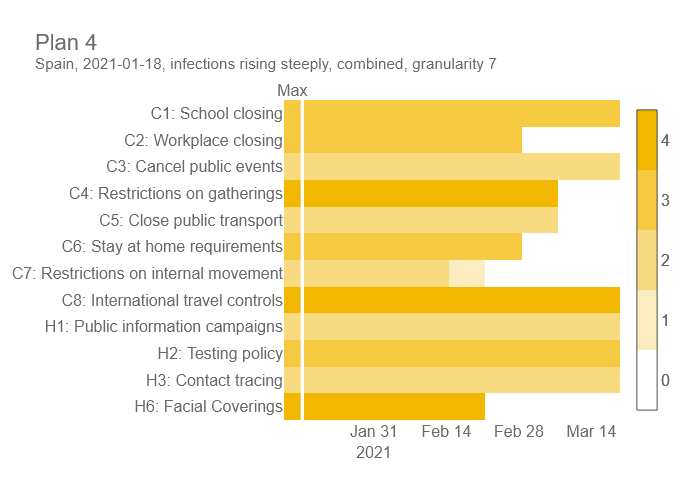 Plan 4
Spain, 2021-01-18, infections rising steeply, combined, granularity 7
Max
C1: School closing
C2: Workplace closing
C3: Cancel public events
C4: Restrictions on gatherings
C5: Close public transport
C6: Stay at home requirements
C7: Restrictions on internal movement
C8: International travel controls
H1: Public information campaigns
H2: Testing policy
H3: Contact tracing
H6: Facial Coverings
Jan 31 Feb 14 Feb 28 Mar 14
2021
4
3
2
1
0